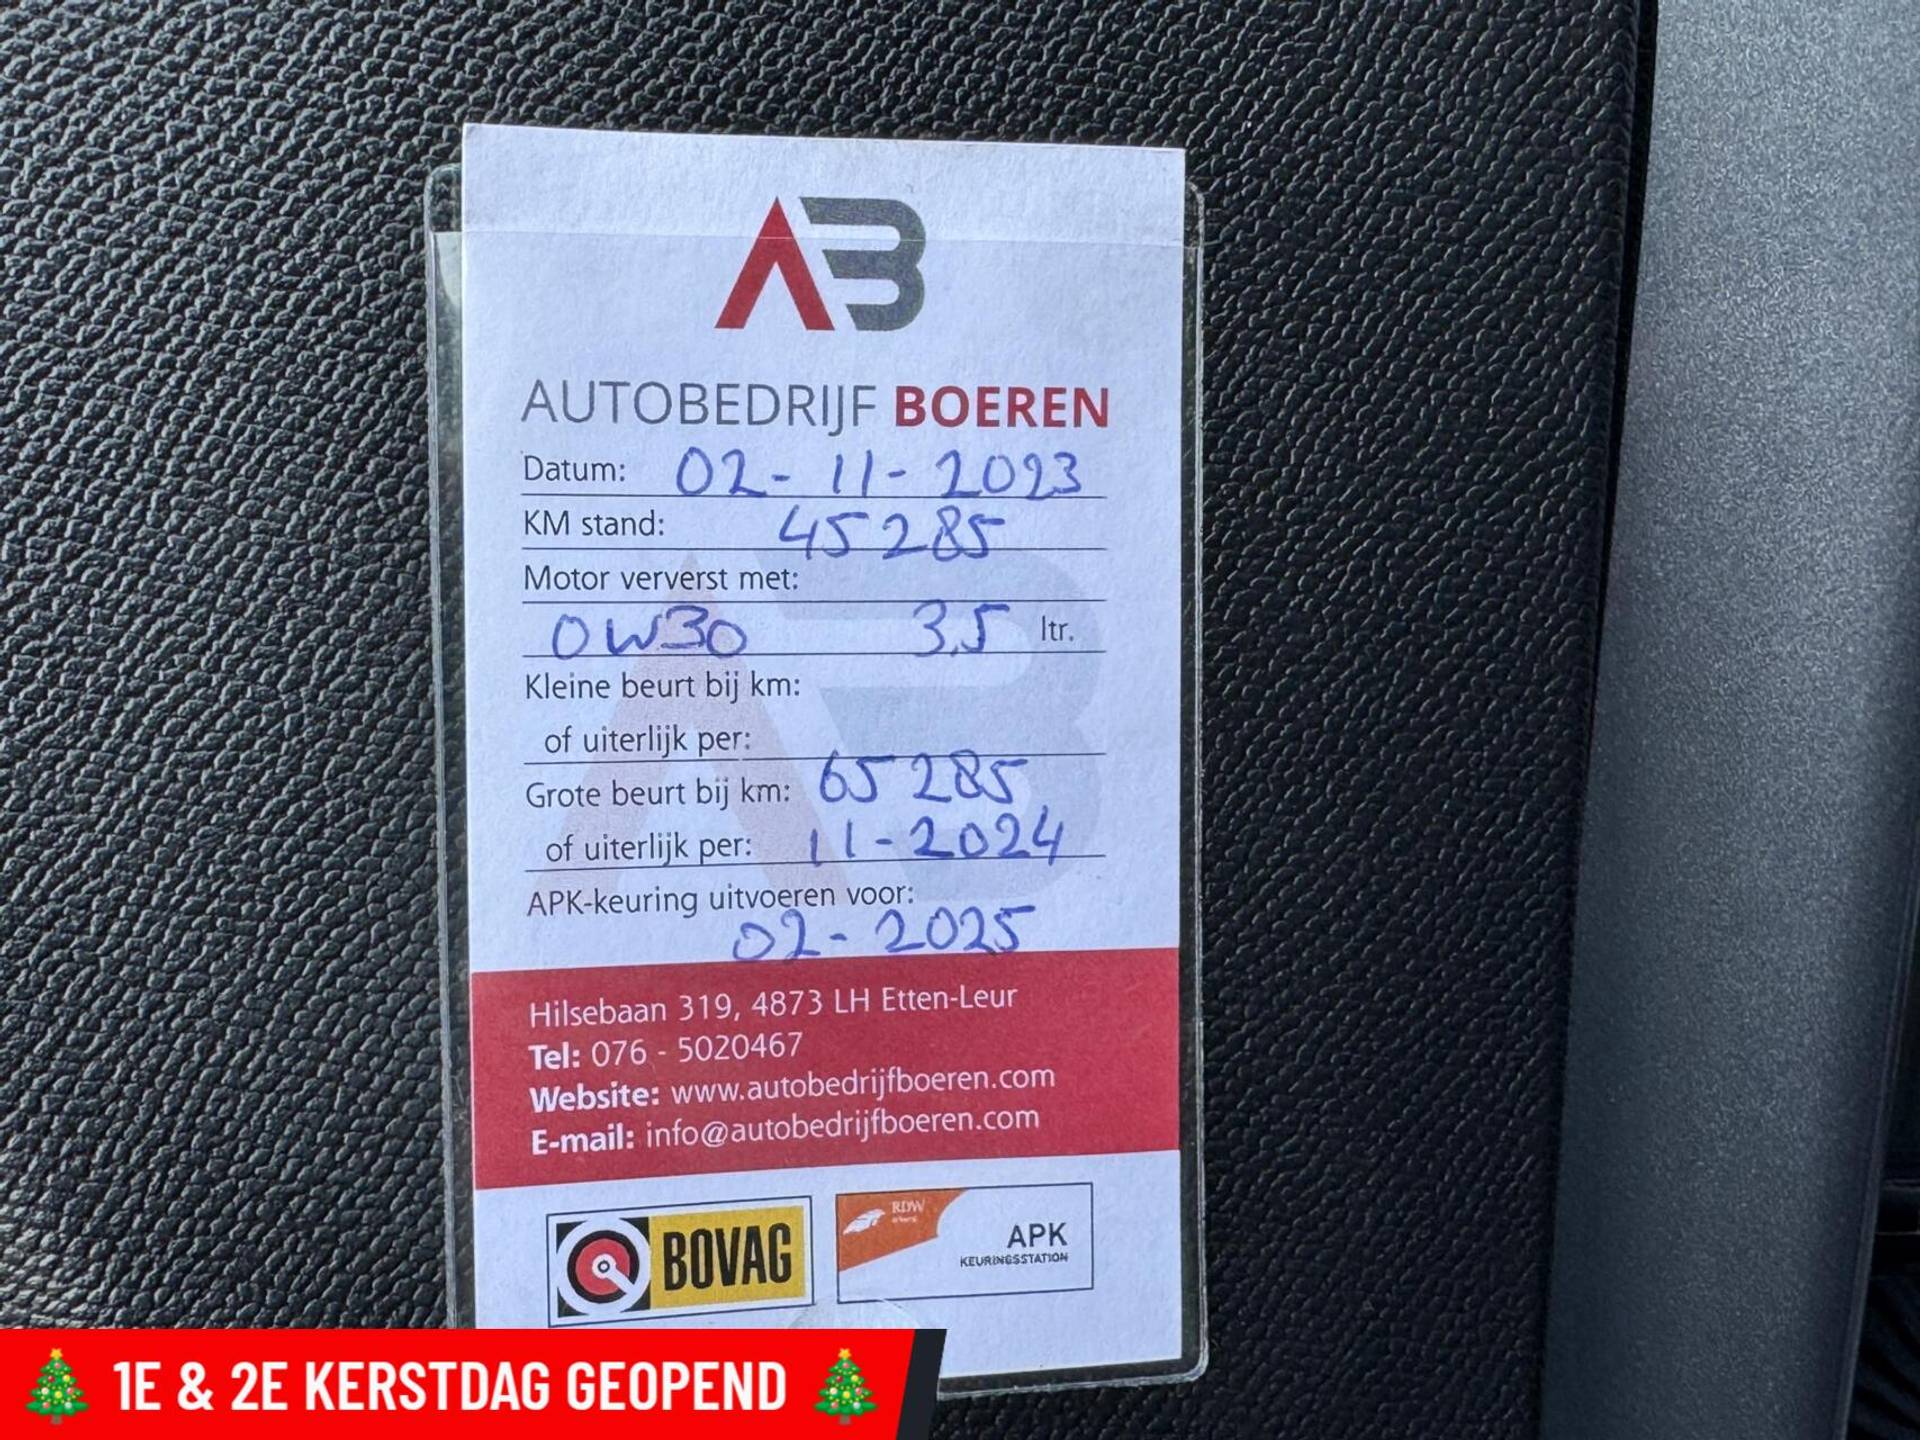 AB
AUTOBEDRIJF BOEREN
Datum: 02-11-2023
KM stand: 45285
Motor ververst met:
0W30 3,5 ltr.
Kleine beurt bij km:
of uiterlijk per:
Grote beurt bij km: 65285
of uiterlijk per: 11-2024
APK-keuring uitvoeren voor:
02-2025
Hilsebaan 319, 4873 LH Etten-Leur
Tel: 076 - 5020467
Website: www.autobedrijfboeren.com
E-mail: info@autobedrijfboeren.com
BOVAG
RDW
APK
KEURINGSSTATION
1E & 2E KERSTDAG GEOPEND